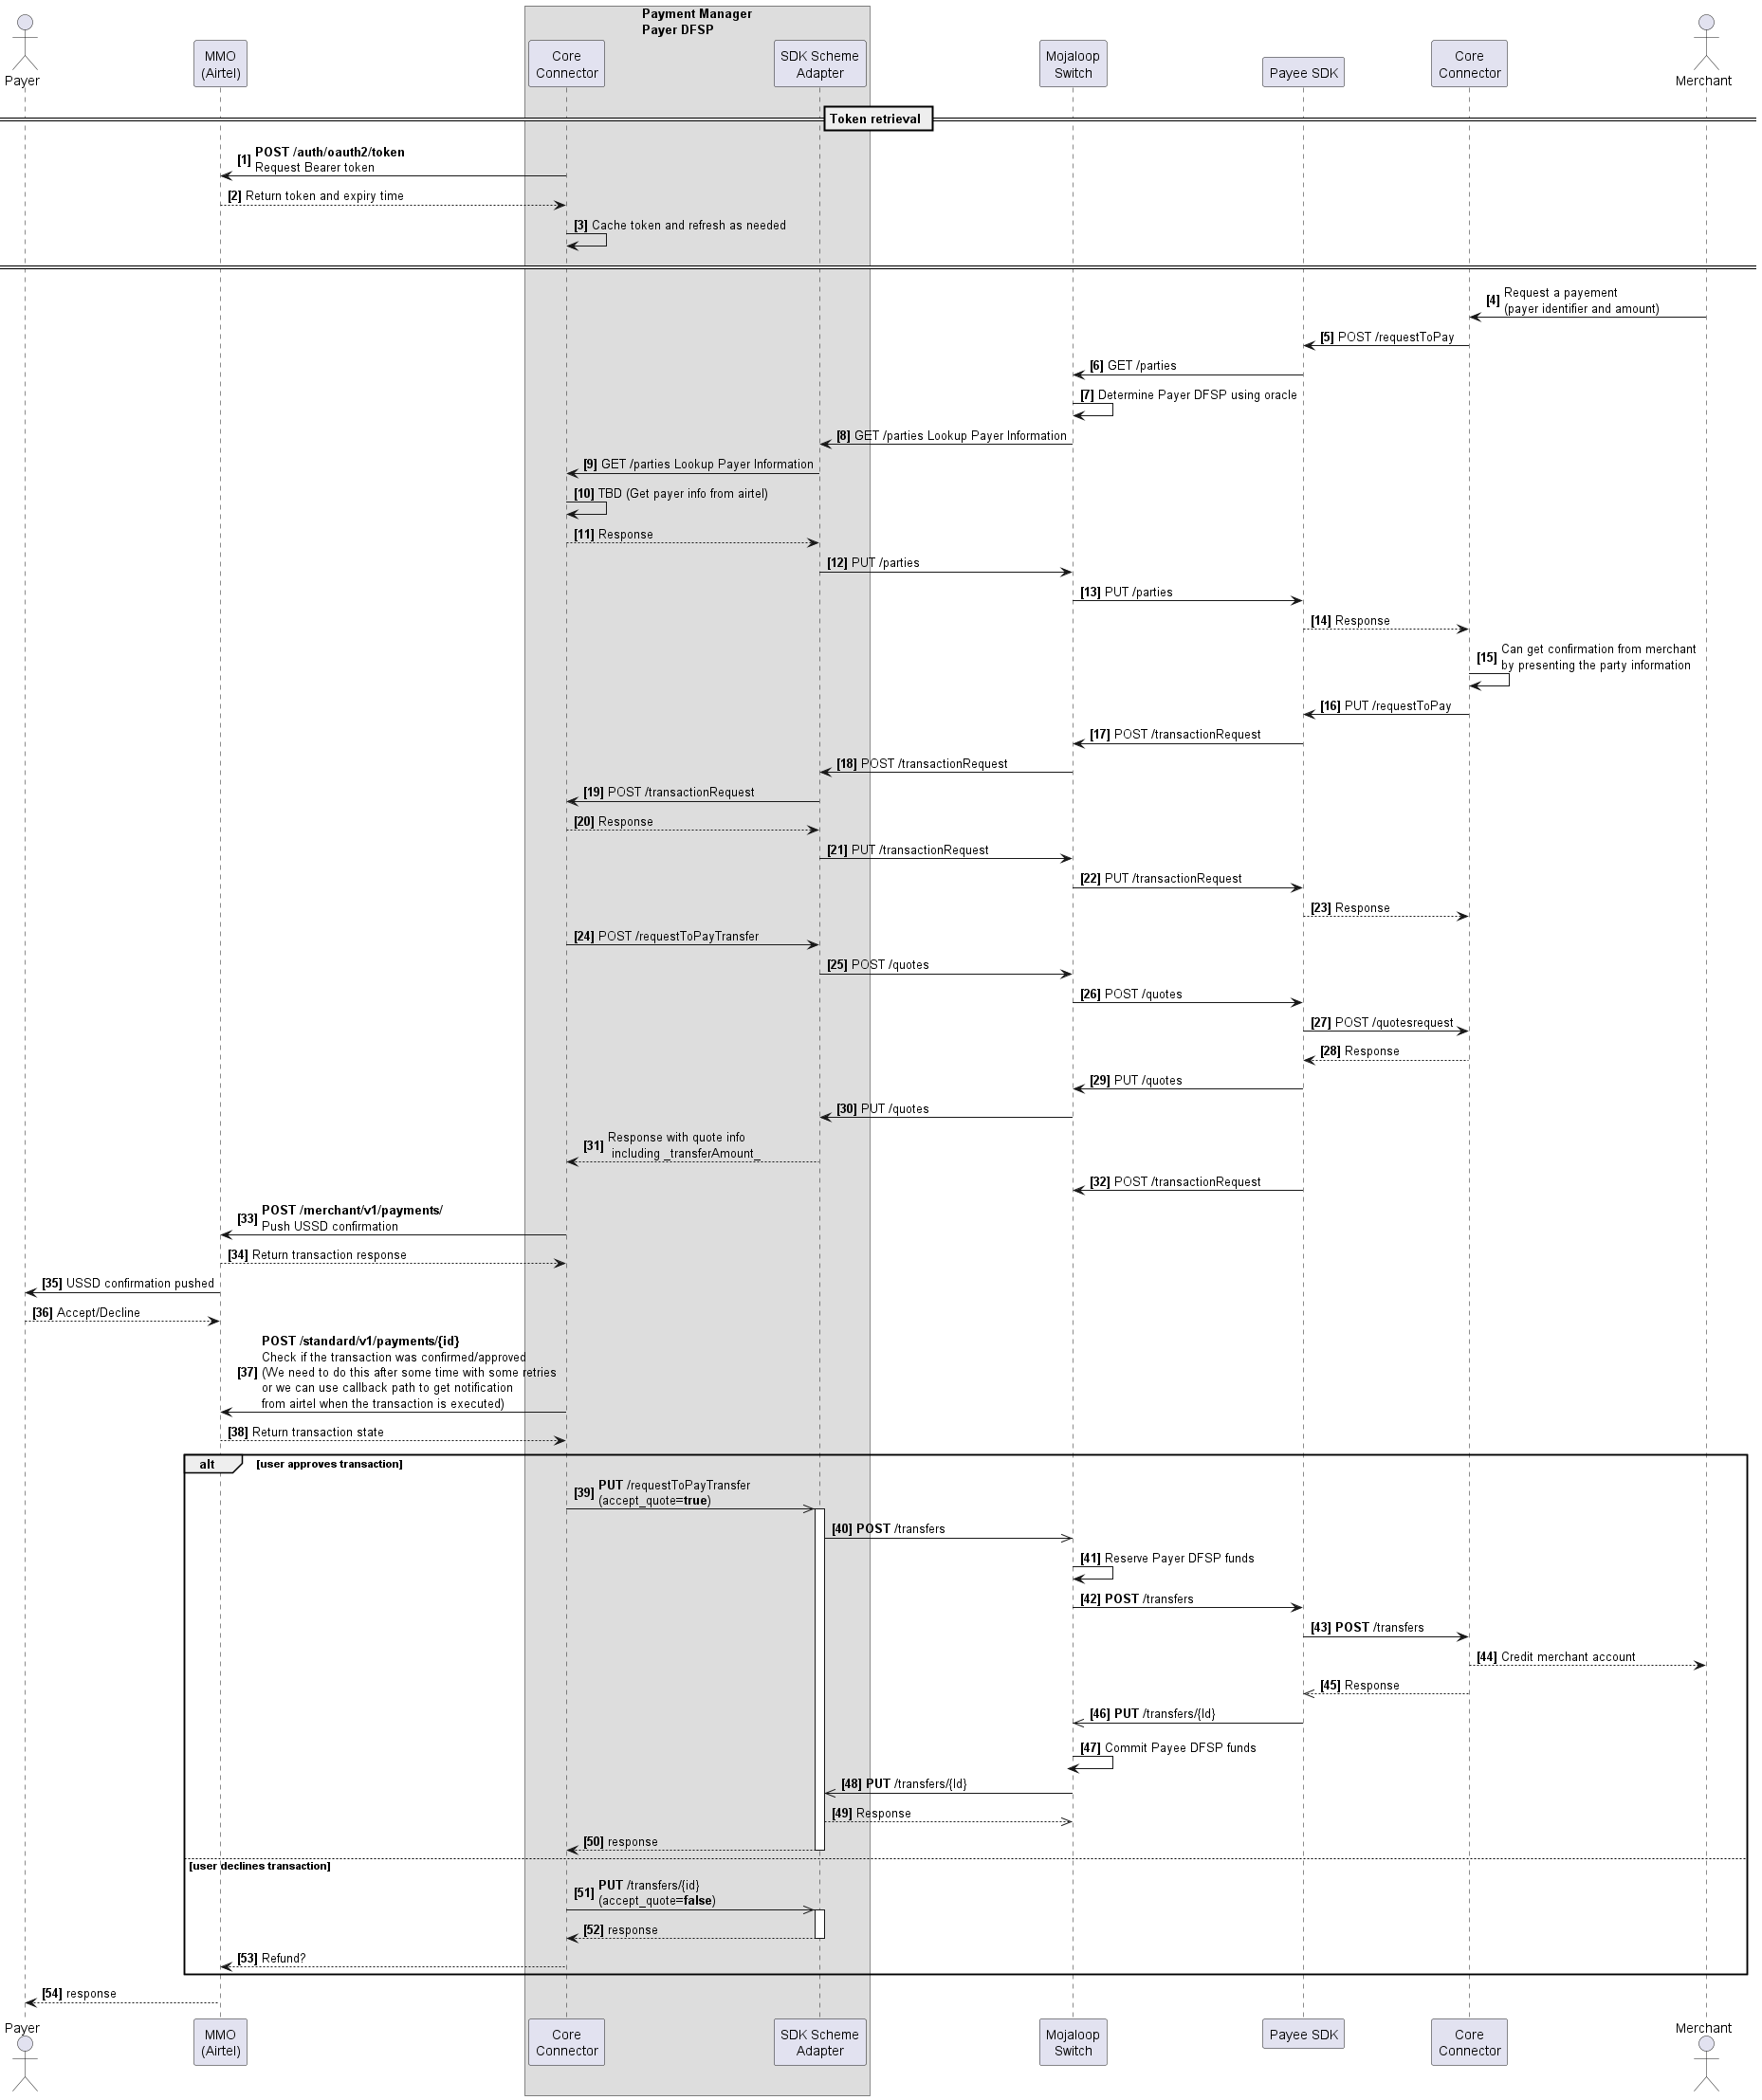 Payment Manager
Payer DFSP
Payer
MMO
(Airtel)
Core
Connector
SDK Scheme
Adapter
Mojaloop
Switch
Payee SDK
Core
Connector
Merchant
Token retrieval
[1] POST /auth/oauth2/token
Request Bearer token
[2] Return token and expiry time
[3] Cache token and refresh as needed
[4] Request a payement
(payer identifier and amount)
[5] POST /requestToPay
[6] GET /parties
[7] Determine Payer DFSP using oracle
[8] GET /parties Lookup Payer Information
[9] GET /parties Lookup Payer Information
[10] TBD (Get payer info from airtel)
[11] Response
[12] PUT /parties
[13] PUT /parties
[14] Response
[15] Can get confirmation from merchant
by presenting the party information
[16] PUT /requestToPay
[17] POST /transactionRequest
[18] POST /transactionRequest
[19] POST /transactionRequest
[20] Response
[21] PUT /transactionRequest
[22] PUT /transactionRequest
[23] Response
[24] POST /requestToPayTransfer
[25] POST /quotes
[26] POST /quotes
[27] POST /quotesrequest
[28] Response
[29] PUT /quotes
[30] PUT /quotes
[31] Response with quote info
including _transferAmount_
[32] POST /transactionRequest
[33] POST /merchant/v1/payments/
Push USSD confirmation
[34] Return transaction response
[35] USSD confirmation pushed
[36] Accept/Decline
POST /standard/v1/payments/{id}
Check if the transaction was confirmed/approved
[37] (We need to do this after some time with some retries
or we can use callback path to get notification
from airtel when the transaction is executed)
[38] Return transaction state
alt [user approves transaction]
[39] PUT /requestToPayTransfer
(accept_quote=true)
[40] POST /transfers
[41] Reserve Payer DFSP funds
[42] POST /transfers
[43] POST /transfers
[44] Credit merchant account
[45] Response
[46] PUT /transfers/{Id}
[47] Commit Payee DFSP funds
[48] PUT /transfers/{Id}
[49] Response
[50] response
[user declines transaction]
[51] PUT /transfers/{id}
(accept_quote=false)
[52] response
[53] Refund?
[54] response
Payer
MMO
(Airtel)
Core
Connector
SDK Scheme
Adapter
Mojaloop
Switch
Payee SDK
Core
Connector
Merchant